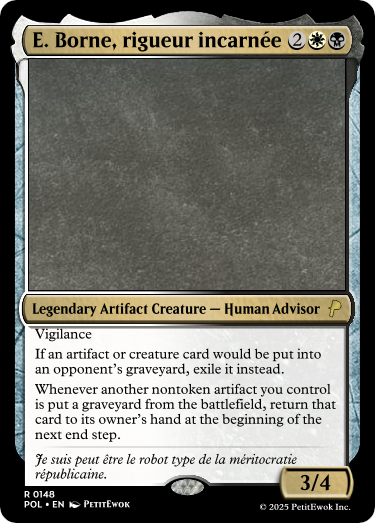 E. Borne, rigueur incarnée 2
Legendary Artifact Creature — Human Advisor
Vigilance
If an artifact or creature card would be put into
an opponent's graveyard, exile it instead.
Whenever another nontoken artifact you control
is put a graveyard from the battlefield, return that
card to its owner's hand at the beginning of the
next end step.
Je suis peut être le robot type de la méritocratie
républicaine.
3/4
R 0148
POL • EN PetitEwok
© 2025 PetitEwok Inc.